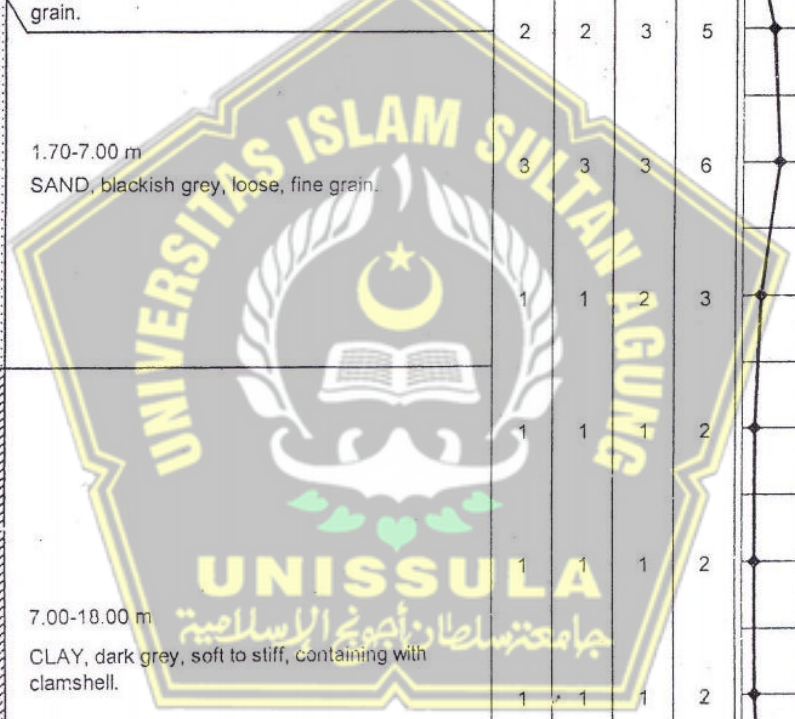 grain.
2 2 3 5
1.70-7.00 m
3 3 3 6
SAND, blackish grey, loose, fine grain.
1 1 2 3
1 1 1 2
1 1 1 2
7.00-18.00 m
CLAY, dark grey, soft to stiff, containing with
clamshell.
1 1 1 2
UNIVERSITAS ISLAM SULTAN AGUNG
UNISSULA
جامعة سلطان أجونج الإسلامية